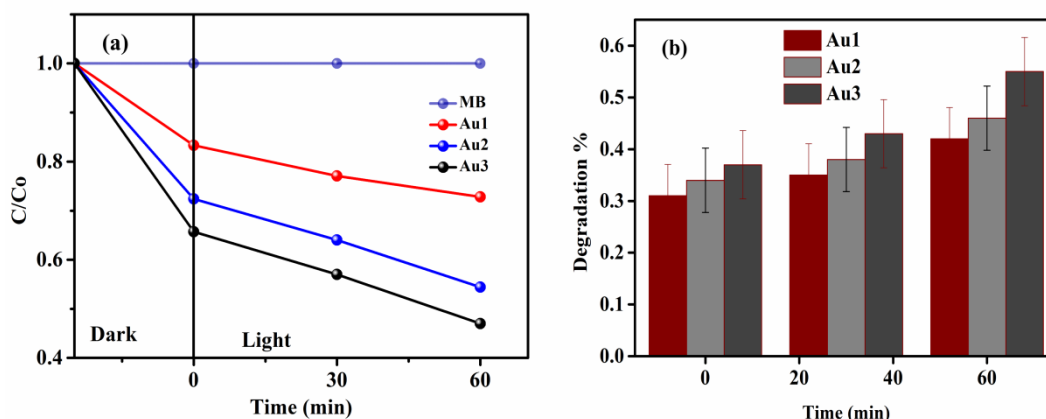 (a)
1.0
0.8
0.6
0.4
C/Co
MB
Au1
Au2
Au3
Dark
Light
0
30
60
Time (min)
(b)
Au1
Au2
Au3
0.6
0.5
0.4
0.3
0.2
0.1
0.0
Degradation %
0
20
40
60
Time (min)